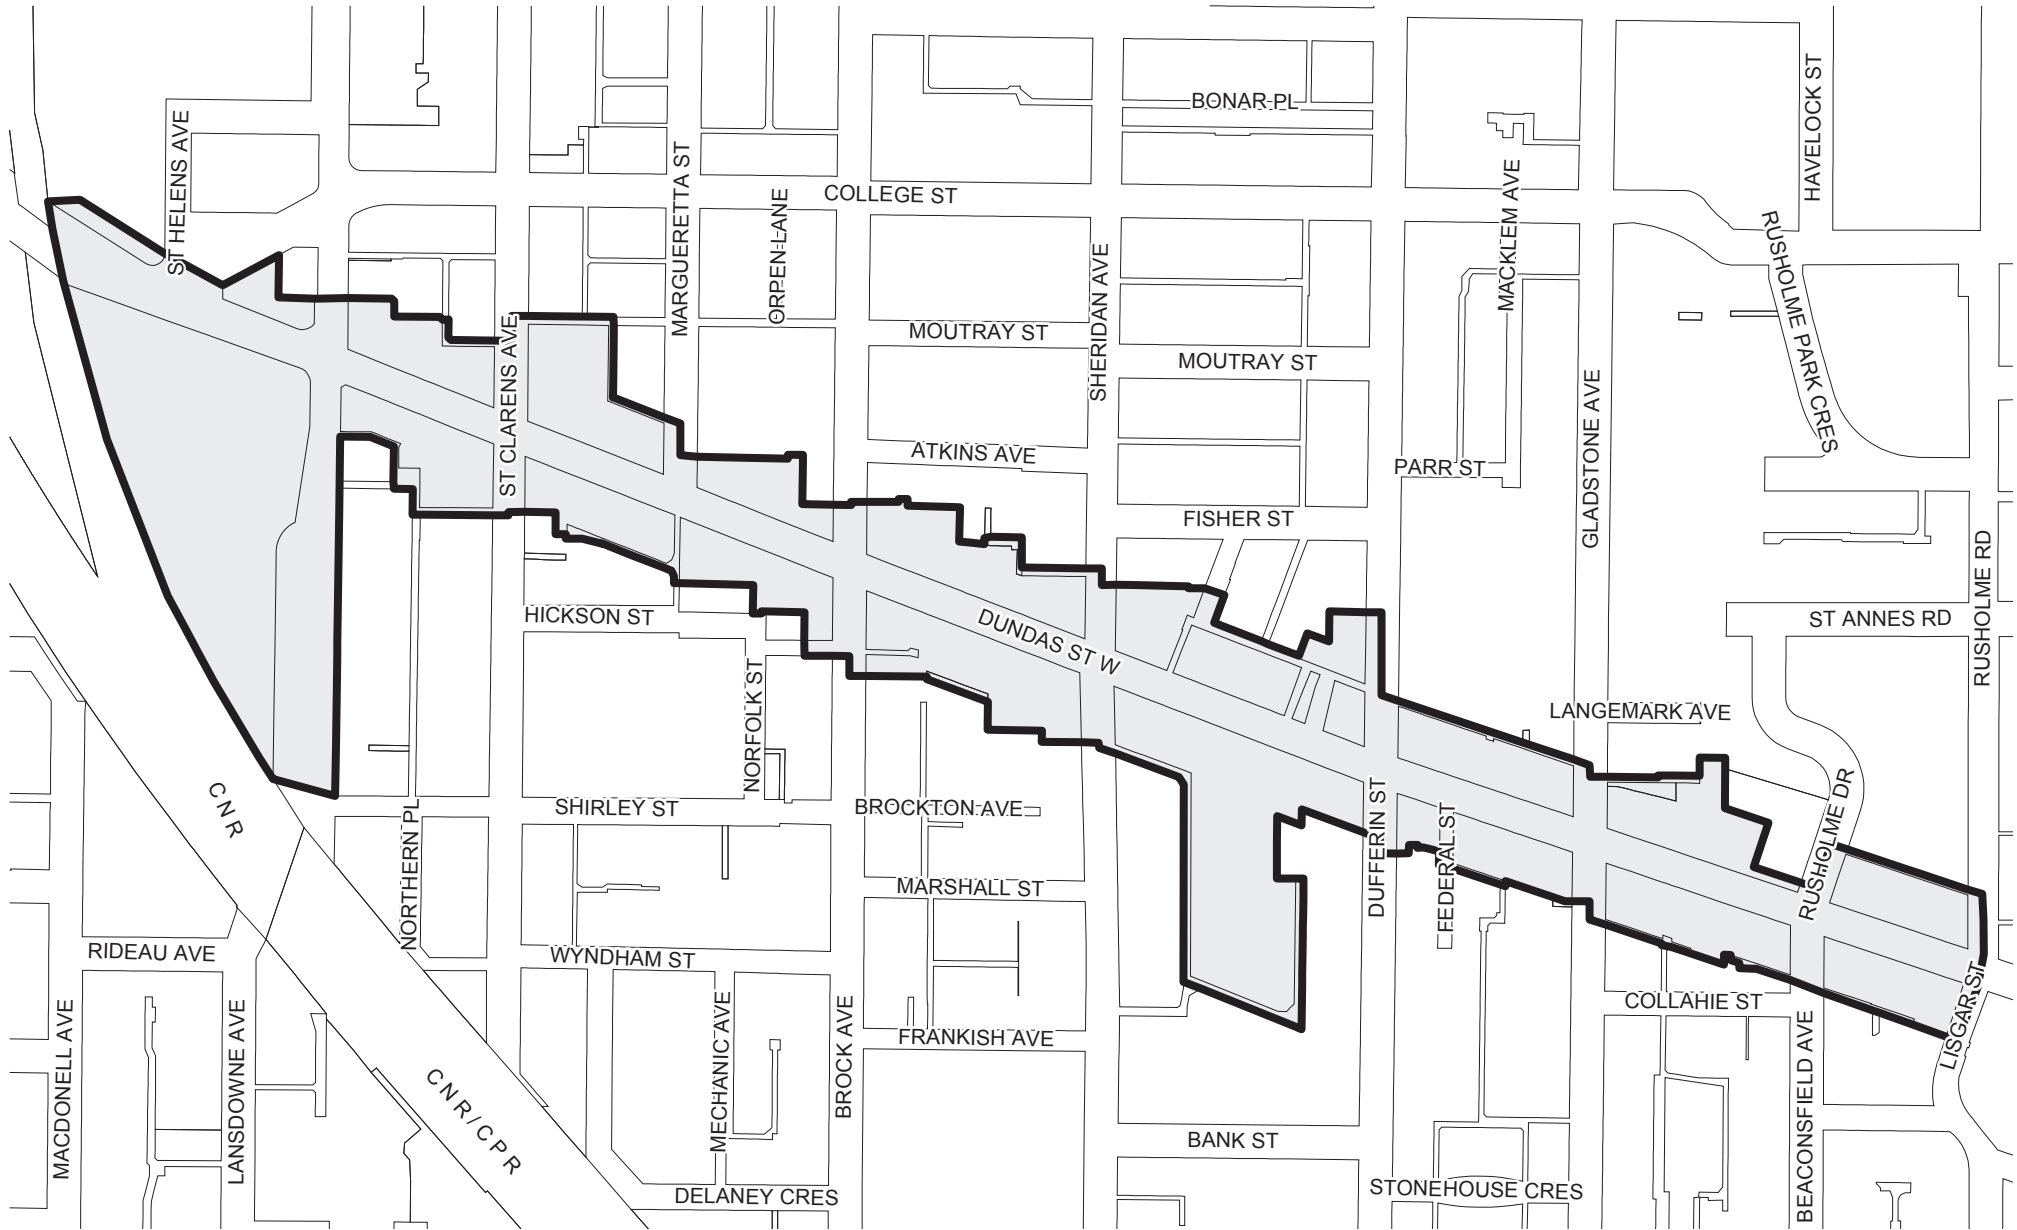 BONAR PL
HAVELOCK ST
ST HELENS AVE
MARGUERETTA ST
MACKLEM AVE
COLLEGE ST
ORPEN LANE
RUSHOLME PARK CRES
SHERIDAN AVE
MOUTRAY ST
MOUTRAY ST
ST CLARENS AVE
GLADSTONE AVE
ATKINS AVE
PARR ST
FISHER ST
RUSHOLME RD
HICKSON ST
DUNDAS ST W
ST ANNES RD
NORFOLK ST
LANGEMARK AVE
CNR
SHIRLEY ST
BROCKTON AVE
DUFFERIN ST
FEDERAL ST
RUSHOLME DR
NORTHERN PL
MARSHALL ST
RIDEAU AVE
WYNDHAM ST
COLLAHIE ST
LISGAR ST
MACDONELL AVE
LANSDOWNE AVE
MECHANIC AVE
BROCK AVE
FRANKISH AVE
BEACONSFIELD AVE
CNR/CPR
BANK ST
DELANEY CRES
STONEHOUSE CRES